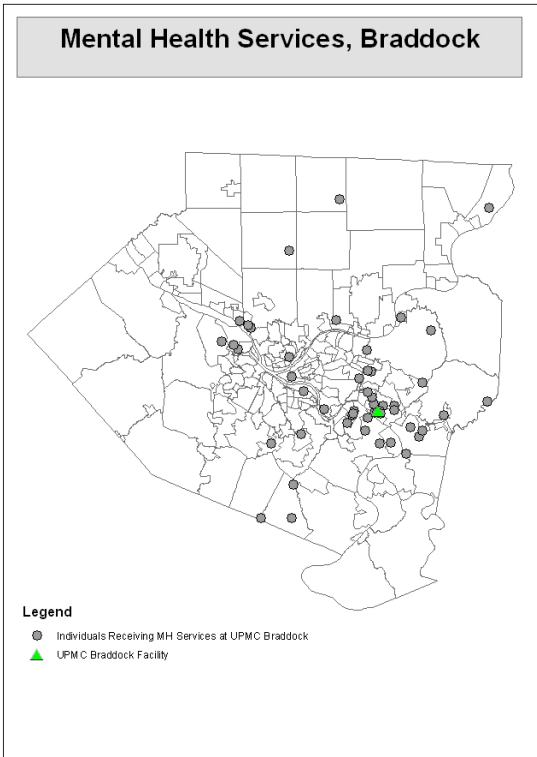 Mental Health Services, Braddock
Legend
Individuals Receiving MH Services at UPMC Braddock
UPMC Braddock Facility